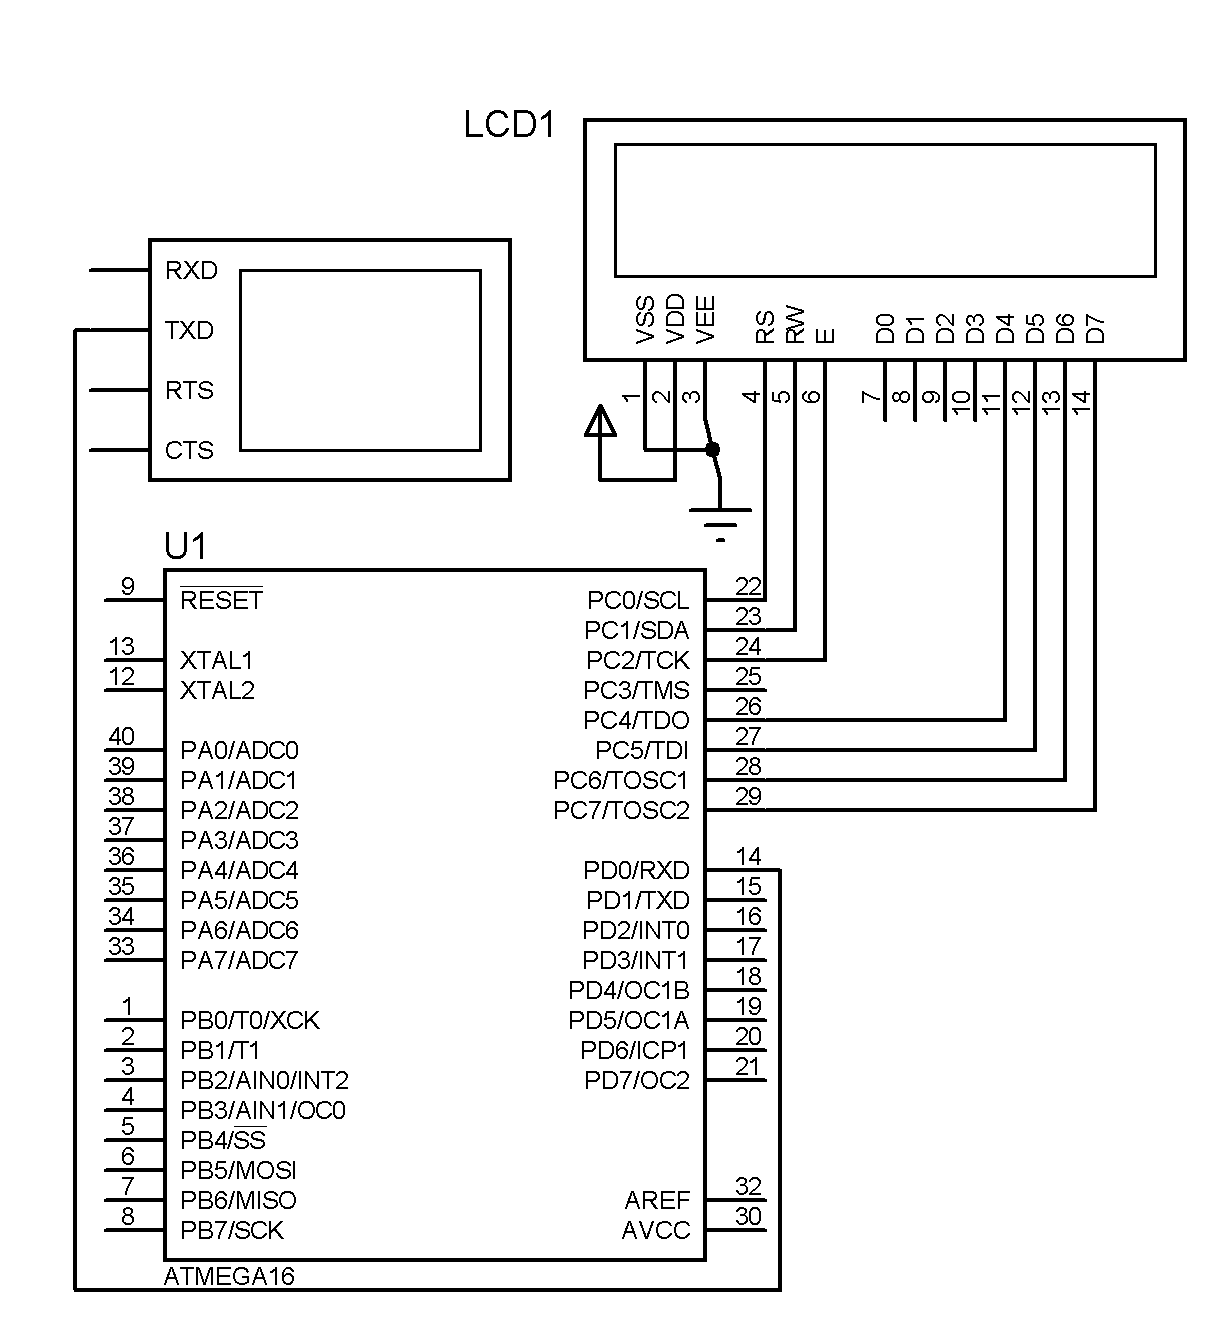 LCD1
RXD
TXD
RTS
CTS
VSS
VDD
VEE
RS
RW
E
D0
D1
D2
D3
D4
D5
D6
D7
1
2
3
4
5
6
7
8
9
10
11
12
13
14
U1
9 RESET
13 XTAL1
12 XTAL2
40 PA0/ADC0
39 PA1/ADC1
38 PA2/ADC2
37 PA3/ADC3
36 PA4/ADC4
35 PA5/ADC5
34 PA6/ADC6
33 PA7/ADC7
1 PB0/T0/XCK
2 PB1/T1
3 PB2/AIN0/INT2
4 PB3/AIN1/OC0
5 PB4/SS
6 PB5/MOSI
7 PB6/MISO
8 PB7/SCK
PC0/SCL 22
PC1/SDA 23
PC2/TCK 24
PC3/TMS 25
PC4/TDO 26
PC5/TDI 27
PC6/TOSC1 28
PC7/TOSC2 29
PD0/RXD 14
PD1/TXD 15
PD2/INT0 16
PD3/INT1 17
PD4/OC1B 18
PD5/OC1A 19
PD6/ICP1 20
PD7/OC2 21
AREF 32
AVCC 30
ATMEGA16